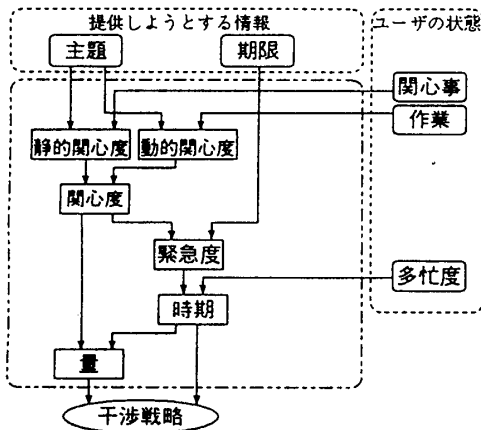 提供しようとする情報
ユーザの状態
主題
期限
関心事
作業
静的関心度
動的関心度
関心度
緊急度
多忙度
時期
量
干渉戦略